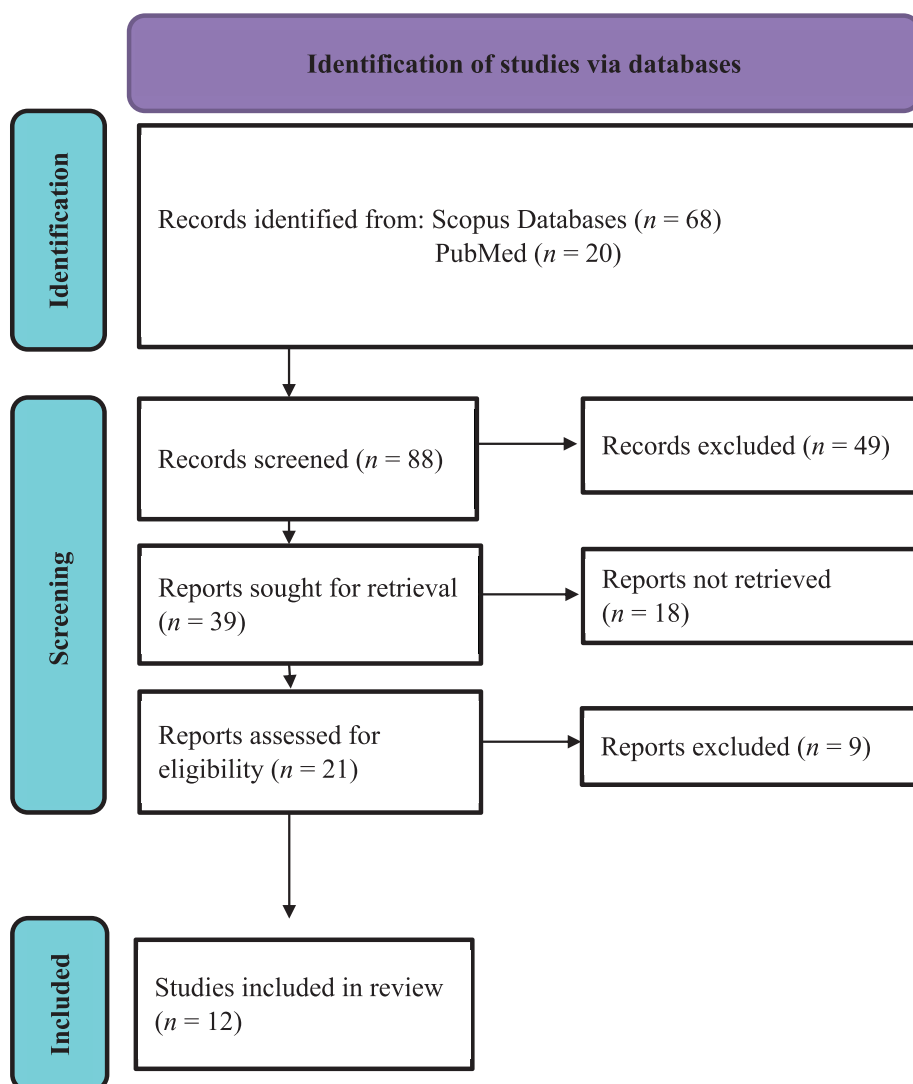 Identification of studies via databases
Identification
Records identified from: Scopus Databases (n = 68)
PubMed (n = 20)
Screening
Records screened (n = 88)
Records excluded (n = 49)
Reports sought for retrieval
(n = 39)
Reports not retrieved
(n = 18)
Reports assessed for
eligibility (n = 21)
Reports excluded (n = 9)
Included
Studies included in review
(n = 12)